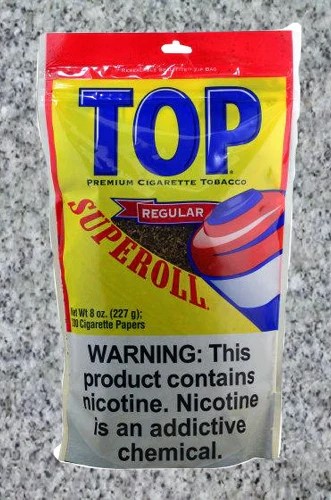 TOP
PREMIUM CIGARETTE TOBACCO
REGULAR
SUPEROLL
Net Wt 8 oz. (227 g);
Cigarette Papers
WARNING: This
product contains
nicotine. Nicotine
is an addictive
chemical.